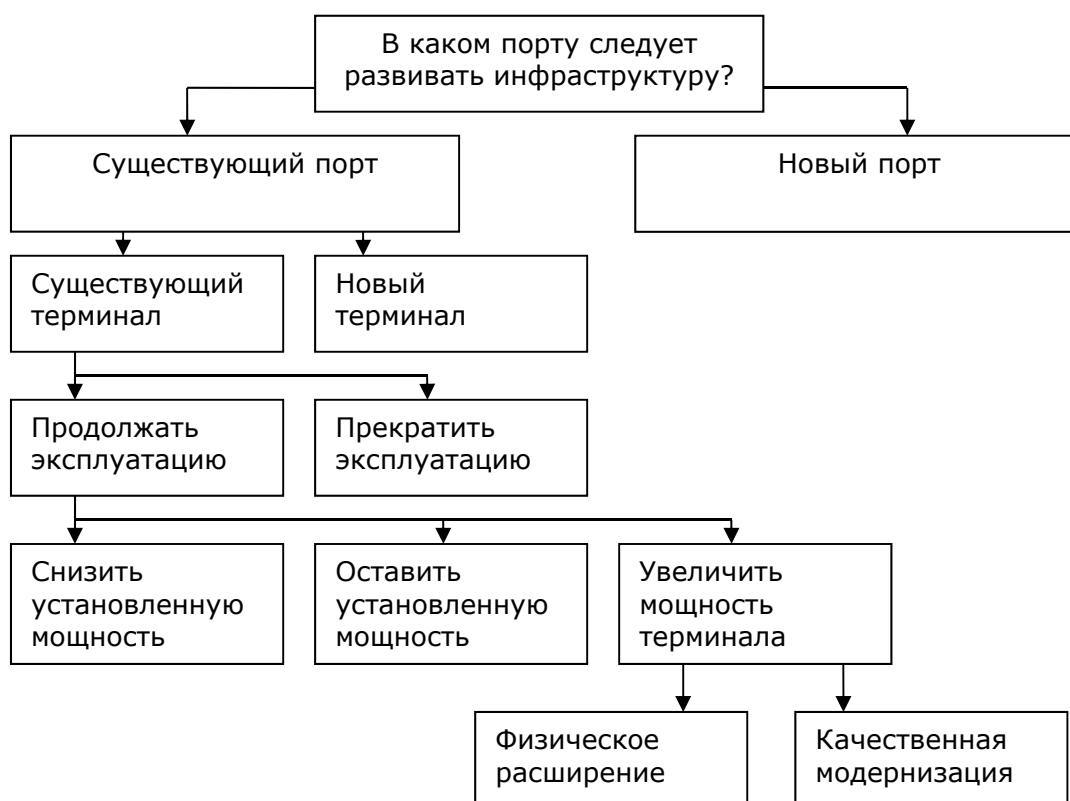 В каком порту следует
развивать инфраструктуру?
Существующий порт
Новый порт
Существующий
терминал
Новый
терминал
Продолжать
эксплуатацию
Прекратить
эксплуатацию
Снизить
установленную
мощность
Оставить
установленную
мощность
Увеличить
мощность
терминала
Физическое
расширение
Качественная
модернизация